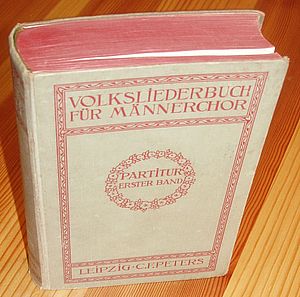 VOLKSLIEDERBUCH
FÜR MÄNNERCHOR
PARTITUR
ERSTER BAND
LEIPZIG · C.F. PETERS